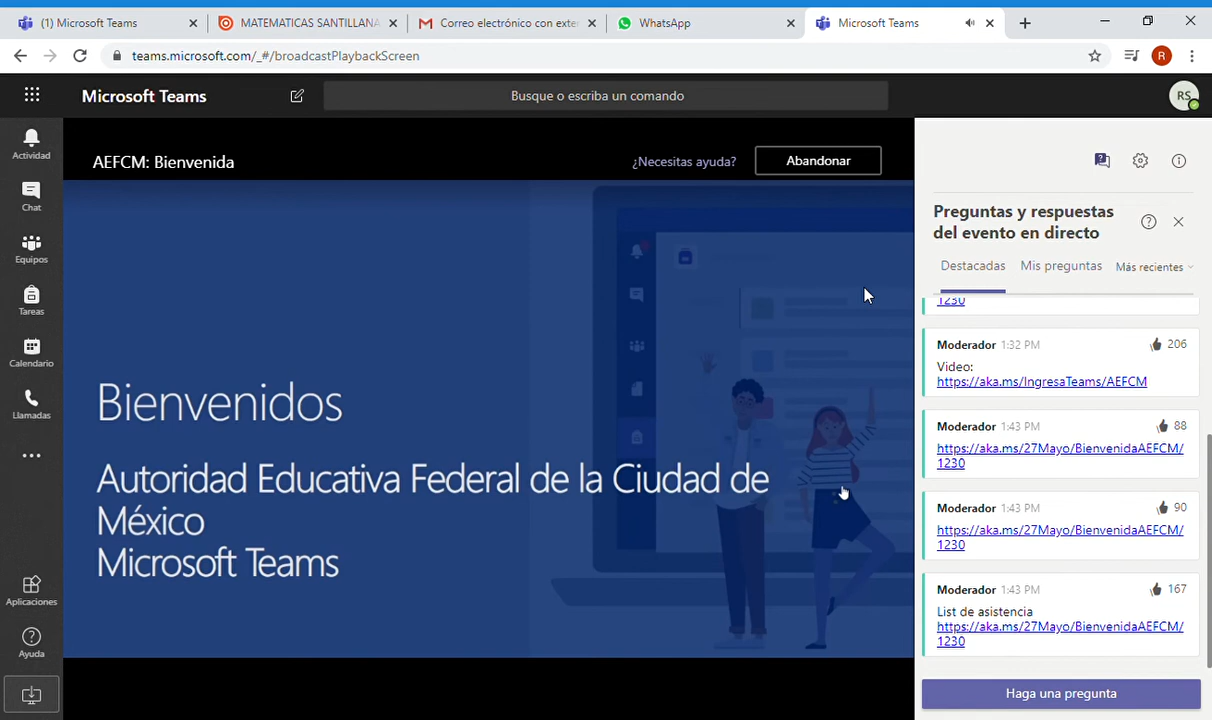 (1) Microsoft Teams
MATEMATICAS SANTILLANA
Correo electrónico con exter
WhatsApp
Microsoft Teams
teams.microsoft.com/_#/broadcastPlaybackScreen
R
Microsoft Teams
Busque o escriba un comando
RS
Actividad
Chat
Equipos
Tareas
Calendario
Llamadas
Aplicaciones
Ayuda
AEFCM: Bienvenida
¿Necesitas ayuda?
Abandonar
Bienvenidos
Autoridad Educativa Federal de la Ciudad de
México
Microsoft Teams
Preguntas y respuestas
del evento en directo
Destacadas
Mis preguntas
Más recientes
1230
Moderador 1:32 PM
206
Video:
https://aka.ms/IngresaTeams/AEFCM
Moderador 1:43 PM
88
https://aka.ms/27Mayo/BienvenidaAEFCM/
1230
Moderador 1:43 PM
90
https://aka.ms/27Mayo/BienvenidaAEFCM/
1230
Moderador 1:43 PM
167
List de asistencia
https://aka.ms/27Mayo/BienvenidaAEFCM/
1230
Haga una pregunta